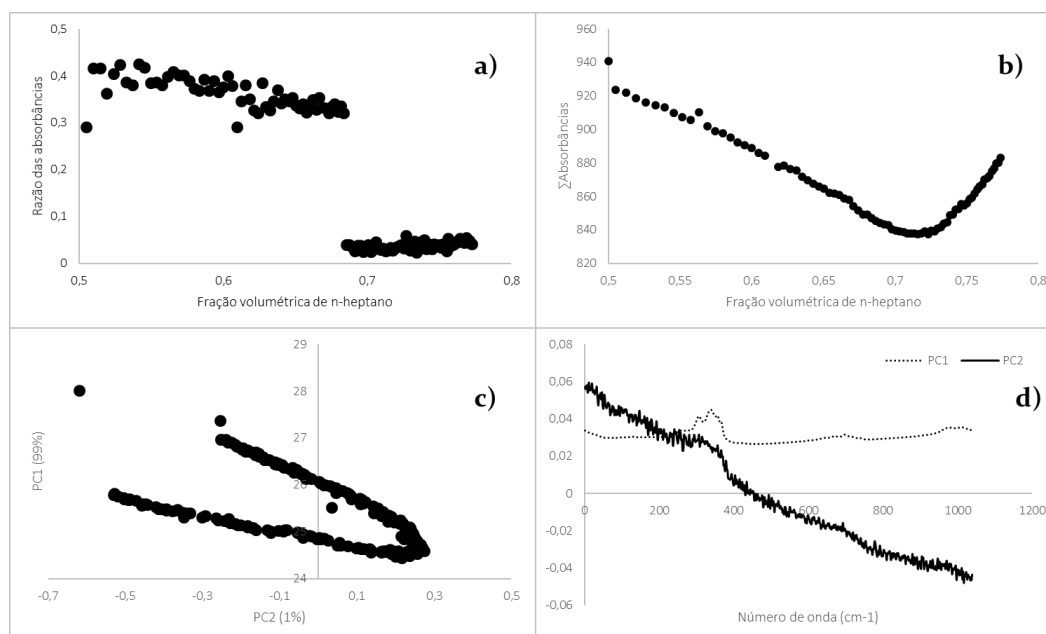 a)
Razão das absorbâncias
0,5
0,4
0,3
0,2
0,1
0
0,5 0,6 0,7 0,8
Fração volumétrica de n-heptano
b)
∑Absorbâncias
960
940
920
900
880
860
840
820
0,5 0,55 0,6 0,65 0,7 0,75 0,8
Fração volumétrica de n-heptano
c)
PC1 (99%)
29
28
27
26
25
24
-0,7 -0,5 -0,3 -0,1 0,1 0,3 0,5
PC2 (1%)
PC1 PC2
d)
0,08
0,06
0,04
0,02
0
-0,02
-0,04
-0,06
0 200 400 600 800 1000 1200
Número de onda (cm-1)